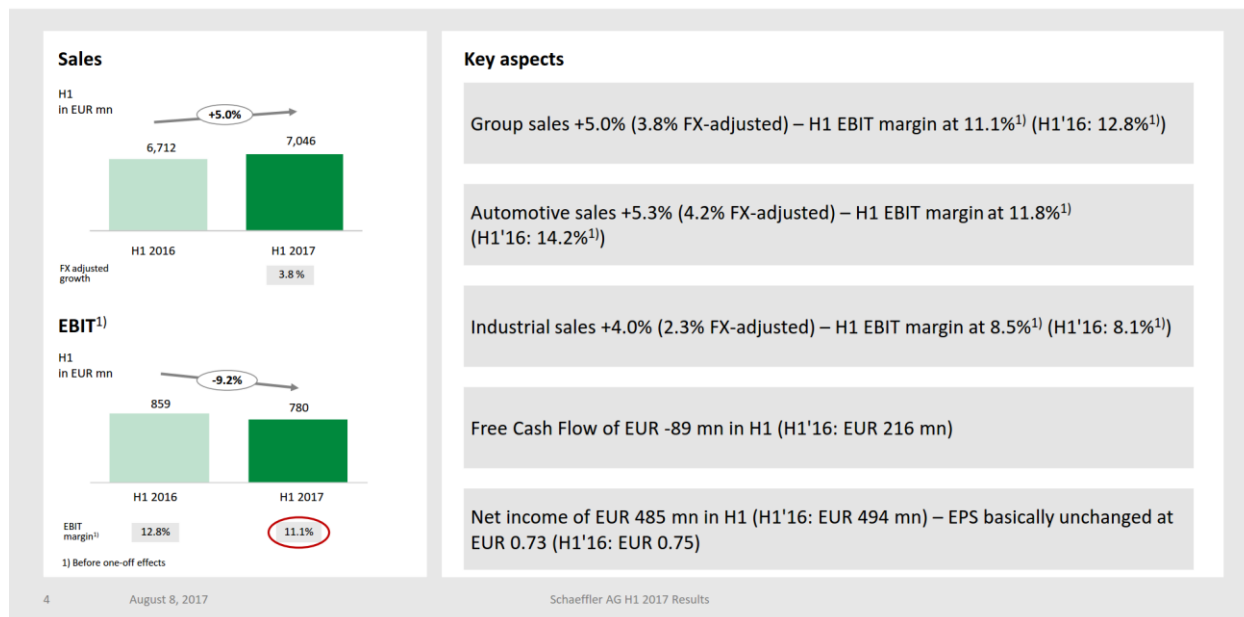 Sales
H1
in EUR mn
+5.0%
6,712
7,046
H1 2016
H1 2017
FX adjusted
growth
3.8 %
EBIT1)
H1
in EUR mn
-9.2%
859
780
H1 2016
H1 2017
EBIT
margin1)
12.8%
11.1%
1) Before one-off effects
Key aspects
Group sales +5.0% (3.8% FX-adjusted) – H1 EBIT margin at 11.1%1) (H1'16: 12.8%1))
Automotive sales +5.3% (4.2% FX-adjusted) – H1 EBIT margin at 11.8%1)
(H1'16: 14.2%1))
Industrial sales +4.0% (2.3% FX-adjusted) – H1 EBIT margin at 8.5%1) (H1'16: 8.1%1))
Free Cash Flow of EUR -89 mn in H1 (H1'16: EUR 216 mn)
Net income of EUR 485 mn in H1 (H1'16: EUR 494 mn) – EPS basically unchanged at
EUR 0.73 (H1'16: EUR 0.75)
4
August 8, 2017
Schaeffler AG H1 2017 Results